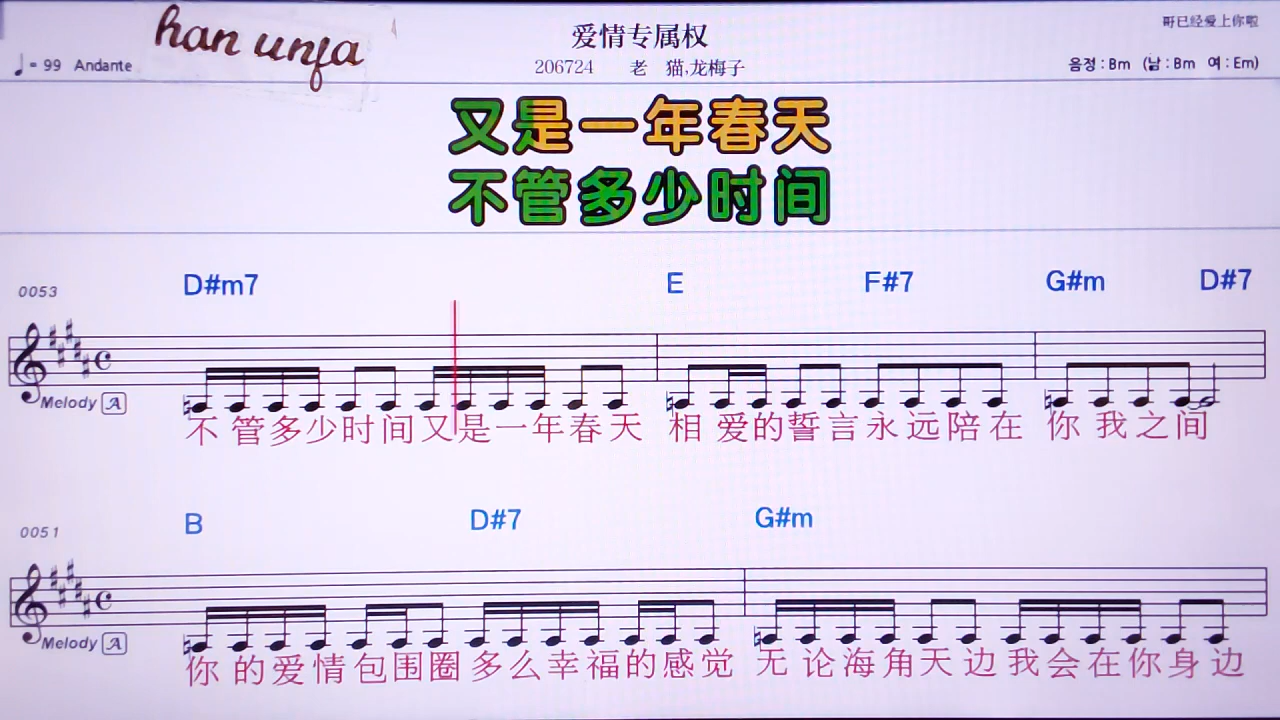 han unja
爱情专属权
哥已经爱上你啦
♩= 99 Andante
206724 老 猫,龙梅子
음정 : Bm (남 : Bm 여 : Em)
又是一年春天
不管多少时间
0053
D#m7 E F#7 G#m D#7
Melody A
不管多少时间又是一年春天 相爱的誓言永远陪在 你我之间
0051
B D#7 G#m
Melody A
你的爱情包围圈多么幸福的感觉 无论海角天边我会在你身边